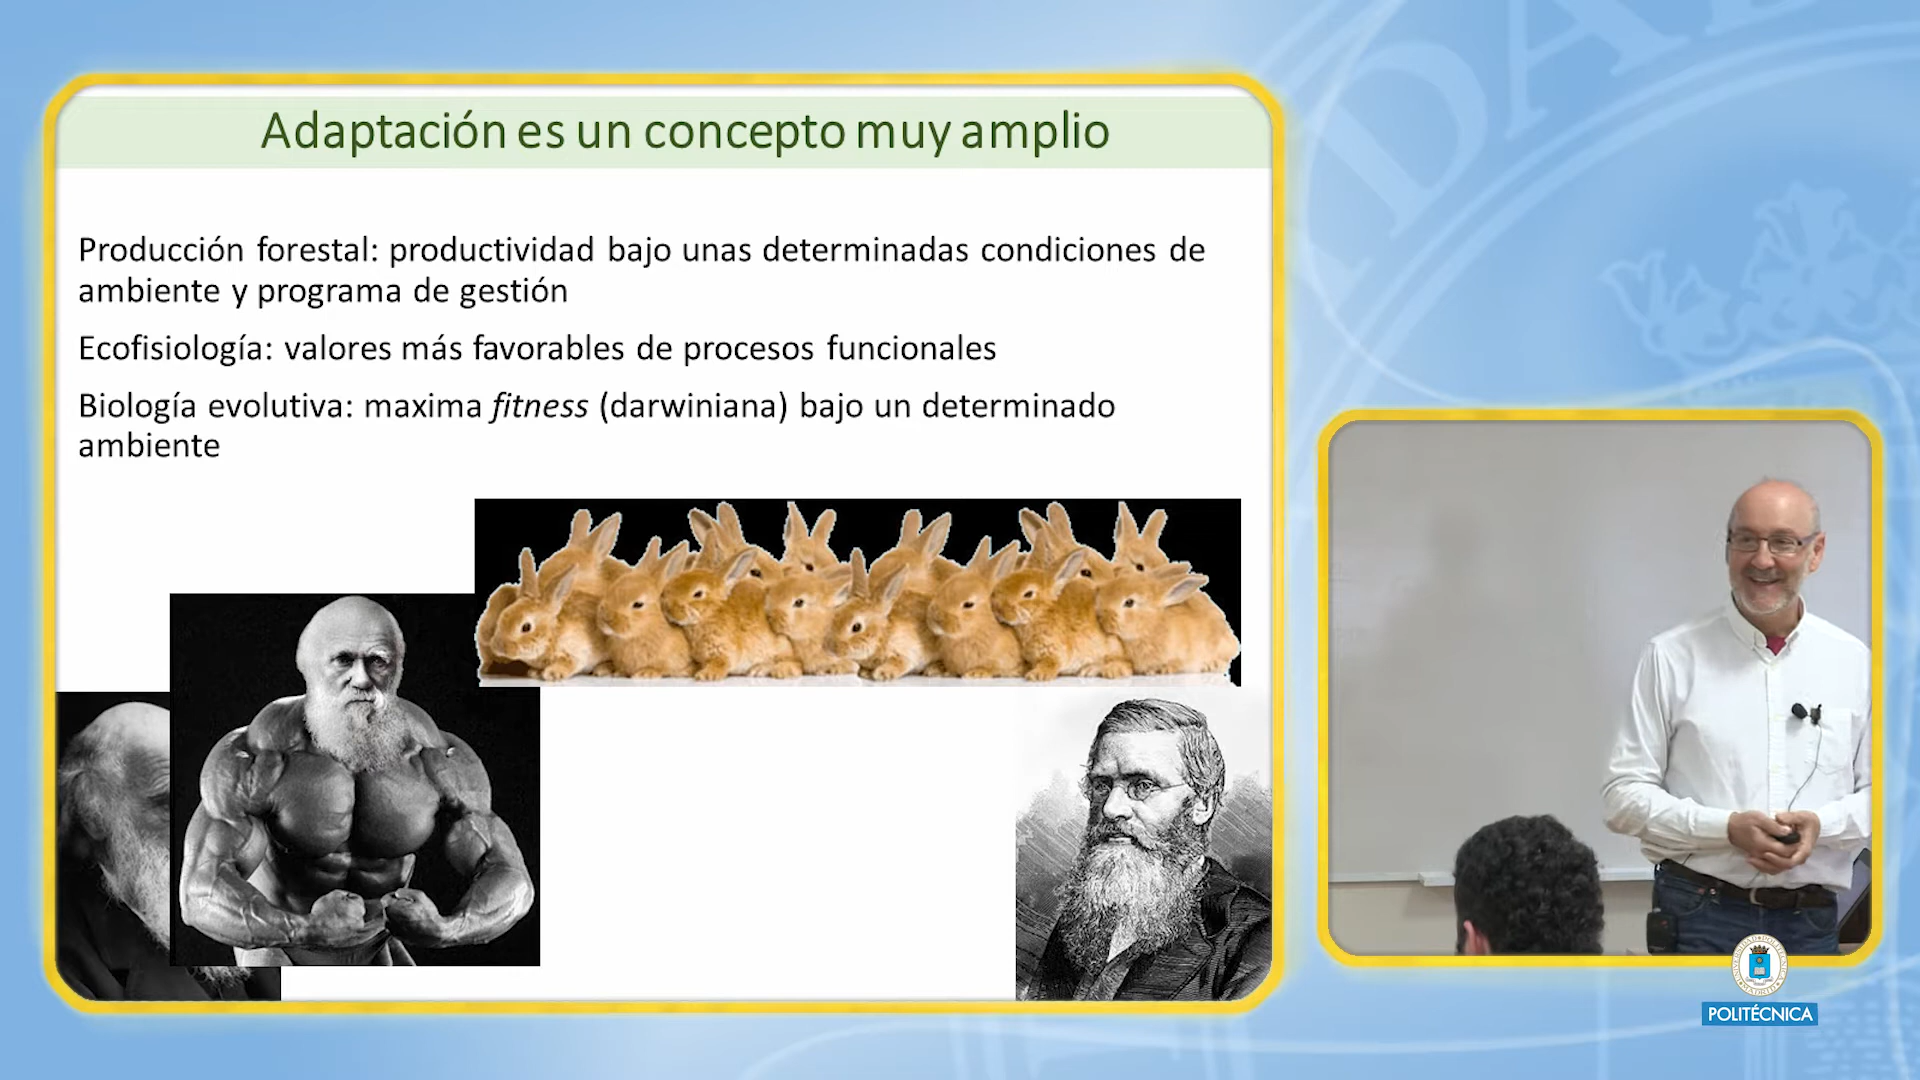 Adaptación es un concepto muy amplio
Producción forestal: productividad bajo unas determinadas condiciones de
ambiente y programa de gestión
Ecofisiología: valores más favorables de procesos funcionales
Biología evolutiva: maxima fitness (darwiniana) bajo un determinado
ambiente
POLITÉCNICA